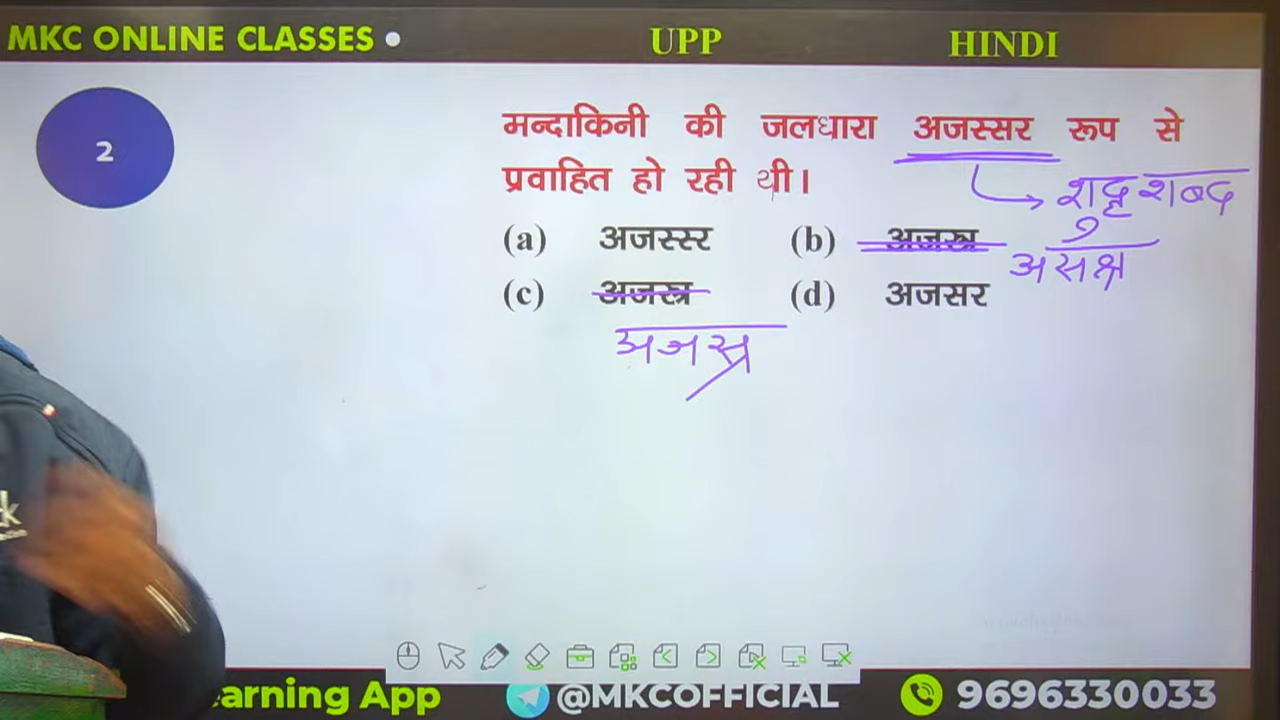 MKC ONLINE CLASSES • UPP HINDI
2
मन्दाकिनी की जलधारा अजस्सर रूप से
प्रवाहित हो रही थी।
शुद्ध शब्द
(a) अजस्स्र (b) अजस्त्र
(c) अजस्त्र (d) अजसर
अजस्र
earning App @MKCOFFICIAL 9696330033